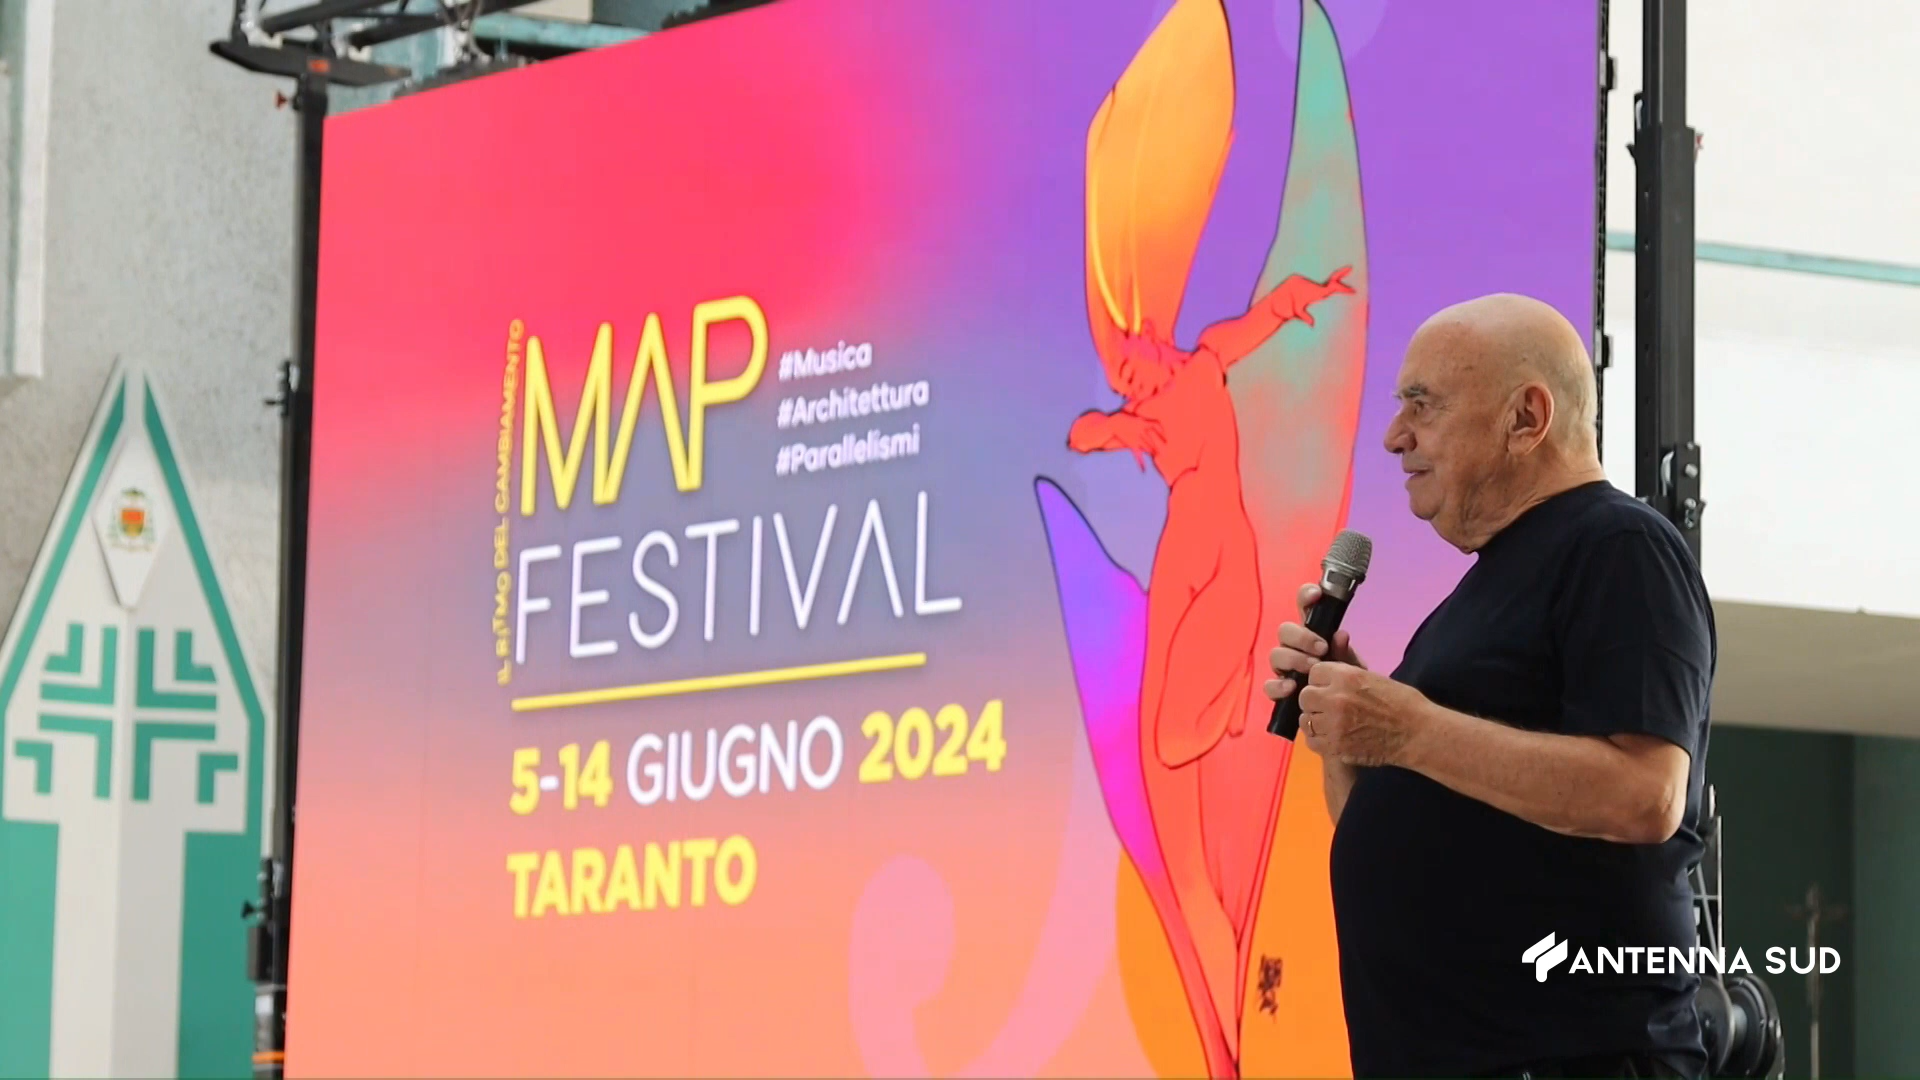 IL RITMO DEL CAMBIAMENTO
MAP
#Musica
#Architettura
#Parallelismi
FESTIVAL
5-14 GIUGNO 2024
TARANTO
ANTENNA SUD